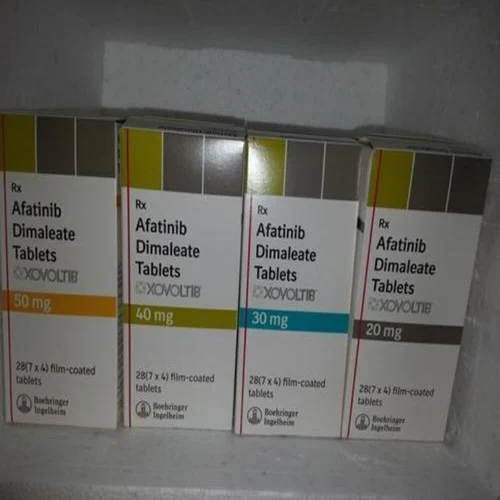 Rx
Afatinib
Dimaleate
Tablets
XOVOLTIB®
50 mg
28(7 x 4) film-coated
tablets
Boehringer
Ingelheim
Rx
Afatinib
Dimaleate
Tablets
XOVOLTIB®
40 mg
28(7 x 4) film-coated
tablets
Boehringer
Ingelheim
Rx
Afatinib
Dimaleate
Tablets
XOVOLTIB®
30 mg
28(7 x 4) film-coated
tablets
Boehringer
Ingelheim
Rx
Afatinib
Dimaleate
Tablets
XOVOLTIB®
20 mg
28(7 x 4) film-coated
tablets
Boehringer
Ingelheim